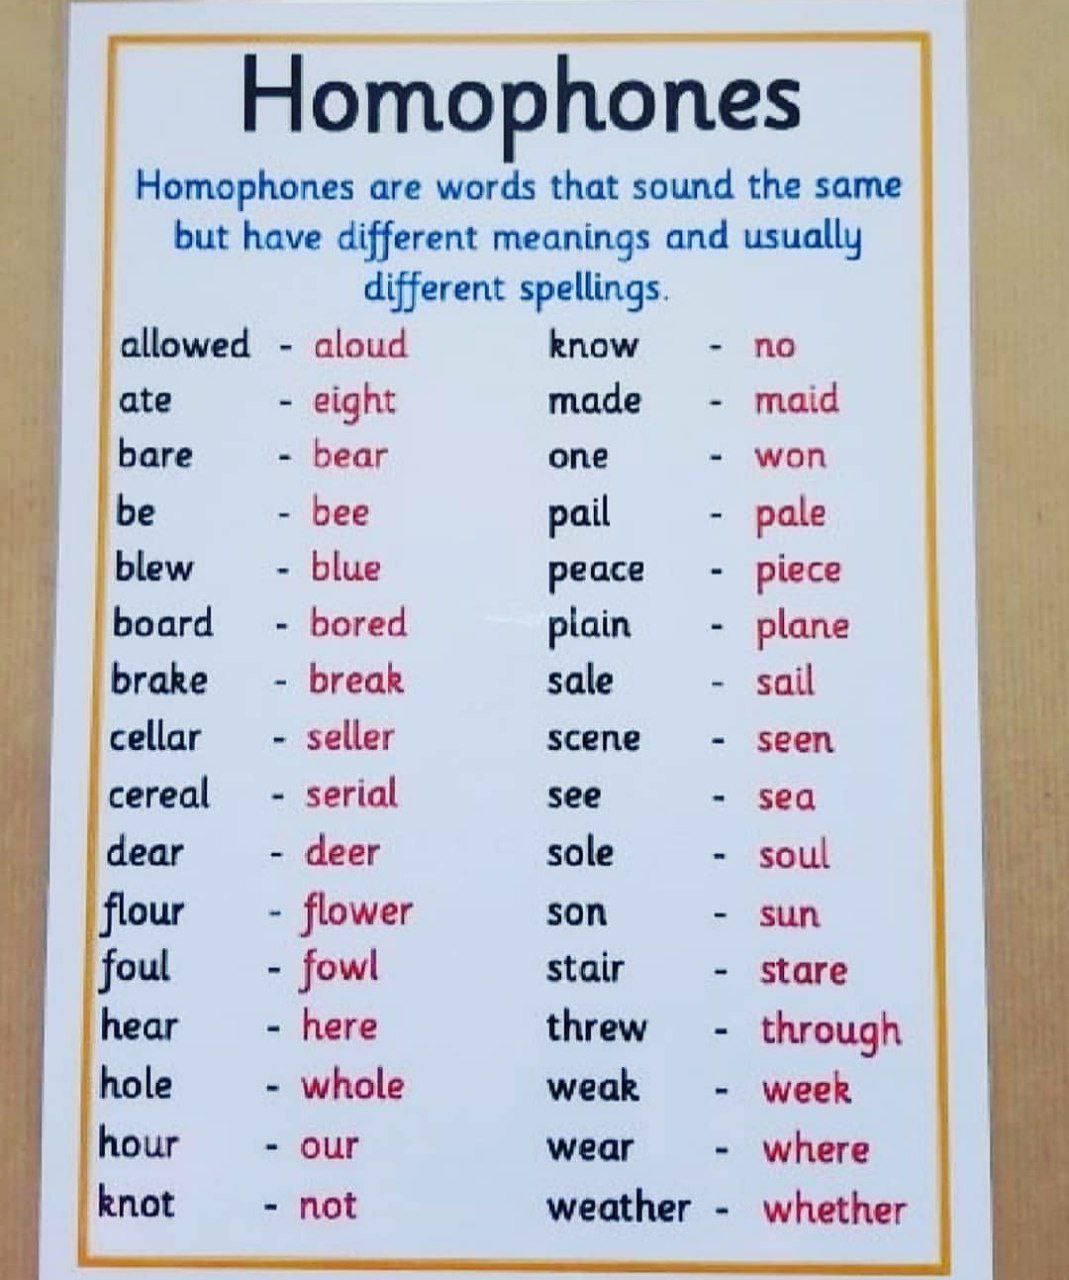 Homophones
Homophones are words that sound the same
but have different meanings and usually
different spellings.
allowed - aloud
ate - eight
bare - bear
be - bee
blew - blue
board - bored
brake - break
cellar - seller
cereal - serial
dear - deer
flour - flower
foul - fowl
hear - here
hole - whole
hour - our
knot - not
know - no
made - maid
one - won
pail - pale
peace - piece
plain - plane
sale - sail
scene - seen
see - sea
sole - soul
son - sun
stair - stare
threw - through
weak - week
wear - where
weather - whether